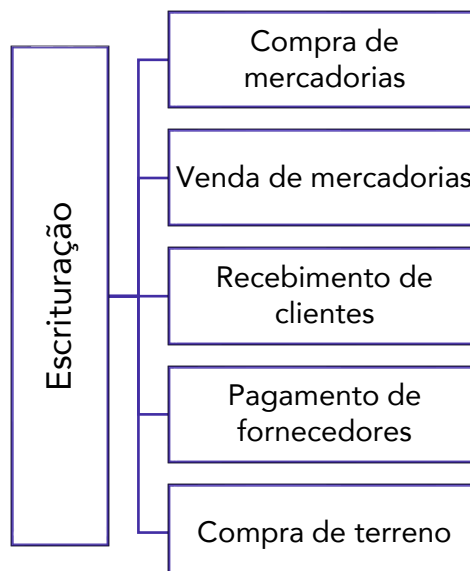 Escrituração
Compra de
mercadorias
Venda de mercadorias
Recebimento de
clientes
Pagamento de
fornecedores
Compra de terreno